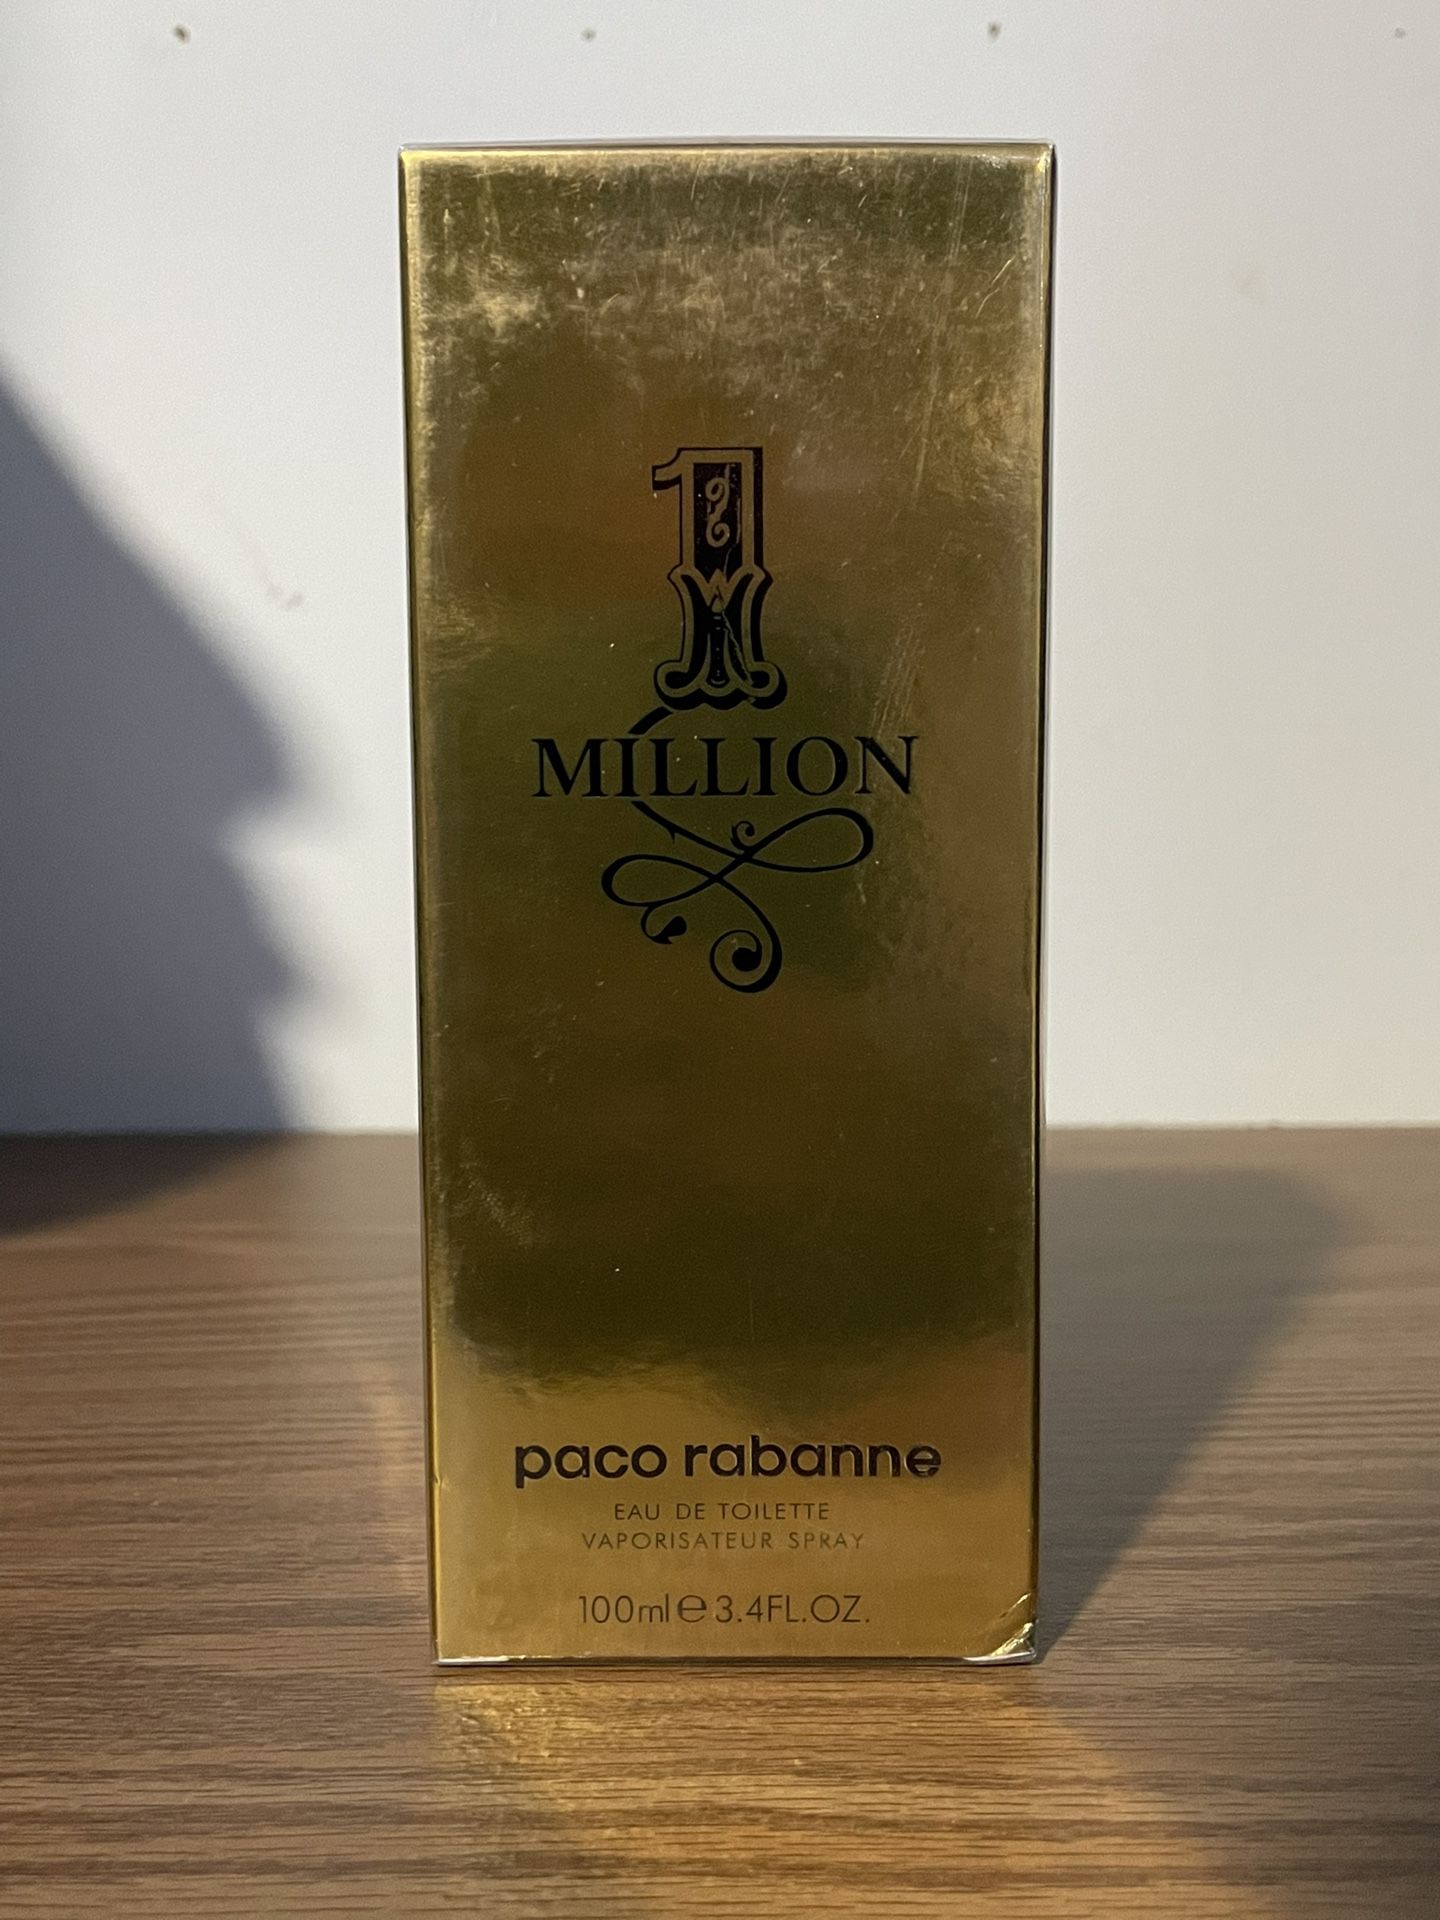 1
MILLION
paco rabanne
EAU DE TOILETTE
VAPORISATEUR SPRAY
100ml℮3.4FL.OZ.